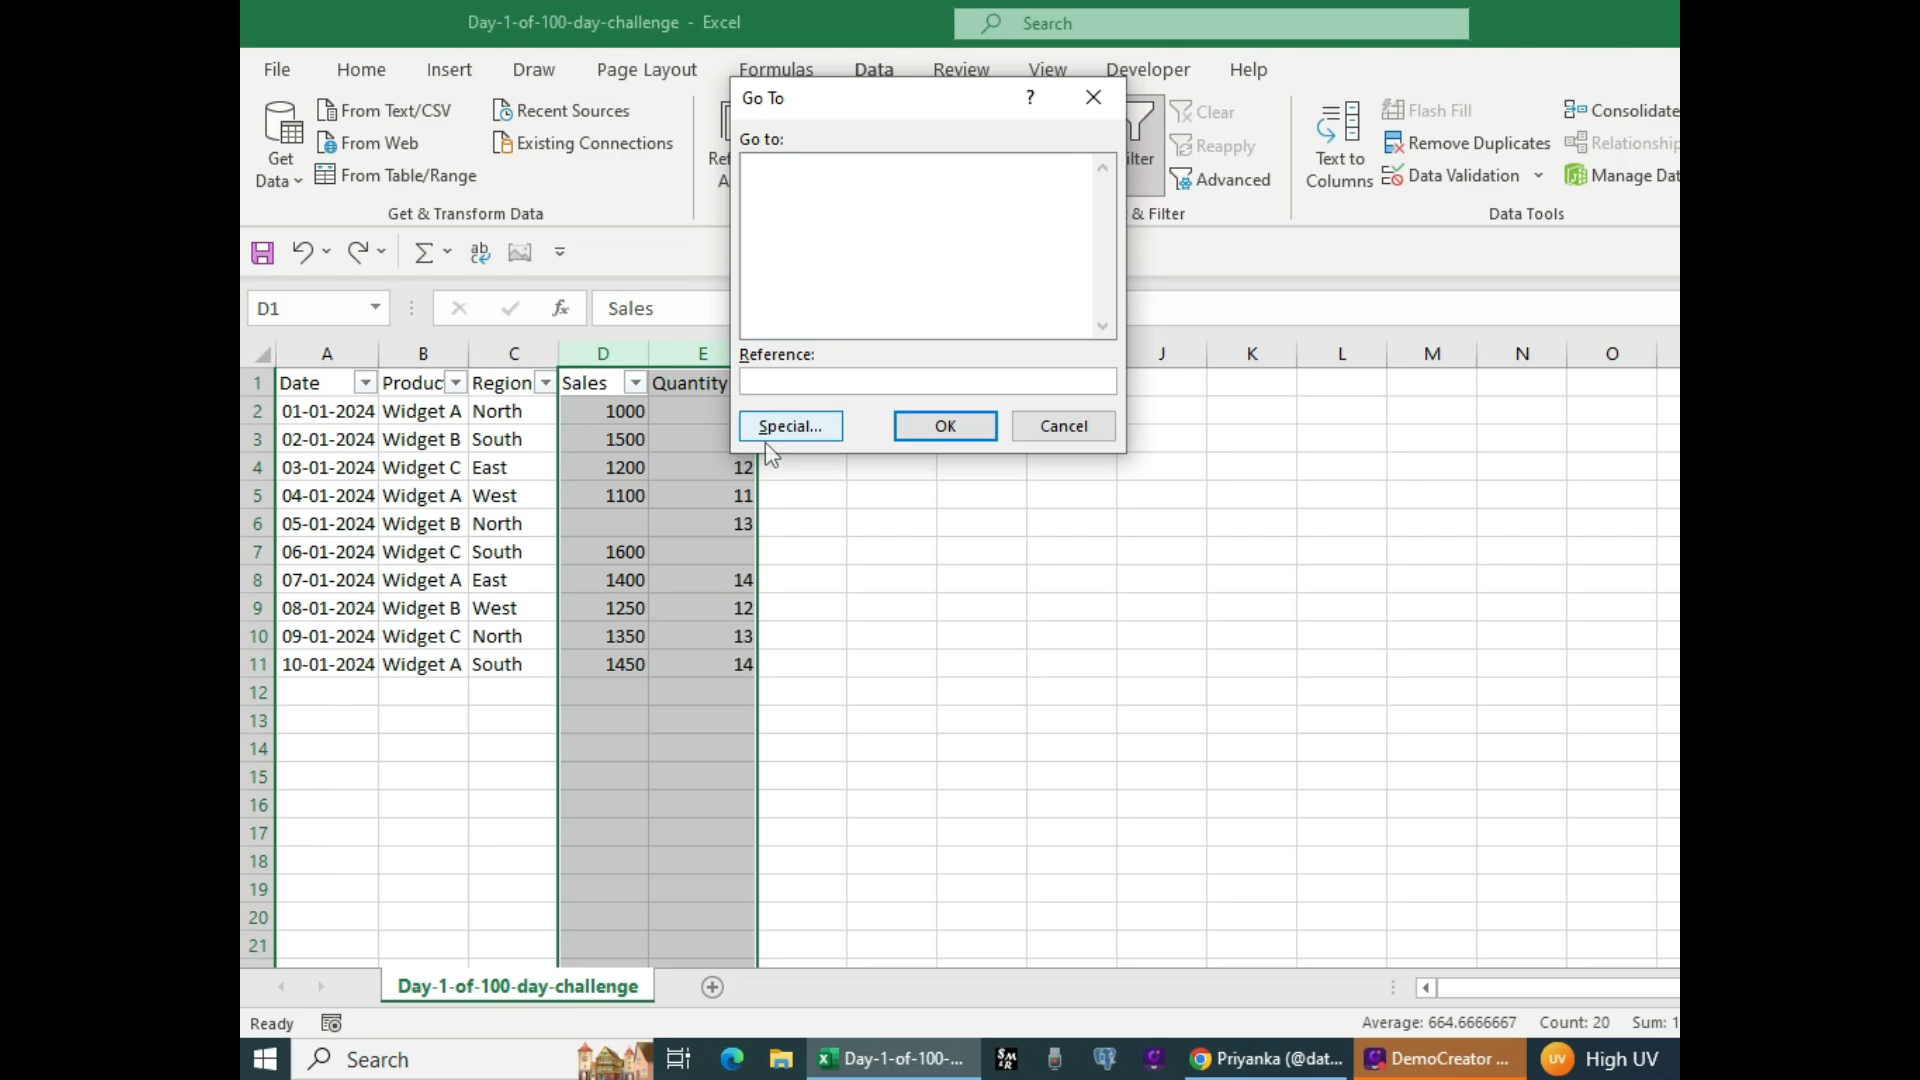 Day-1-of-100-day-challenge - Excel
Search
File Home Insert Draw Page Layout Formulas Data Review View Developer Help
Go To
?
Get Data
From Text/CSV
From Web
From Table/Range
Recent Sources
Existing Connections
Get & Transform Data
Clear
Reapply
Advanced
& Filter
Text to Columns
Flash Fill
Remove Duplicates
Data Validation
Consolidate
Manage
Data Tools
Go to:
Reference:
Special...
OK
Cancel
D1
fx
Sales
A B C D E J K L M N O
1 Date Produc Region Sales Quantity
2 01-01-2024 Widget A North 1000
3 02-01-2024 Widget B South 1500
4 03-01-2024 Widget C East 1200 12
5 04-01-2024 Widget A West 1100 11
6 05-01-2024 Widget B North 13
7 06-01-2024 Widget C South 1600
8 07-01-2024 Widget A East 1400 14
9 08-01-2024 Widget B West 1250 12
10 09-01-2024 Widget C North 1350 13
11 10-01-2024 Widget A South 1450 14
12
13
14
15
16
17
18
19
20
21
Day-1-of-100-day-challenge
Ready
Average: 664.6666667 Count: 20 Sum: 1
Search
Day-1-of-100-...
Priyanka (@dat...
DemoCreator ...
UV
High UV